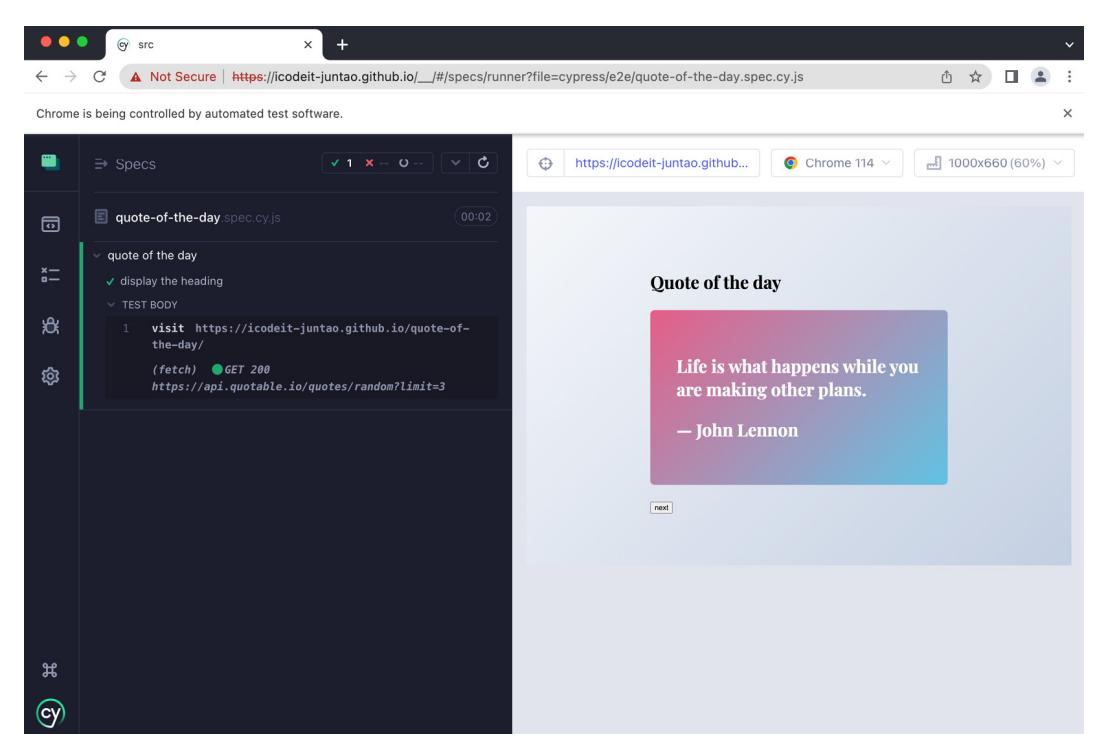 cy src
Not Secure https://icodeit-juntao.github.io/__/#/specs/runner?file=cypress/e2e/quote-of-the-day.spec.cy.js
Chrome is being controlled by automated test software.
Specs 1 -- --
https://icodeit-juntao.github... Chrome 114 1000x660 (60%)
quote-of-the-day.spec.cy.js 00:02
quote of the day
display the heading
TEST BODY
1 visit https://icodeit-juntao.github.io/quote-of-
the-day/
(fetch) GET 200
https://api.quotable.io/quotes/random?limit=3
Quote of the day
Life is what happens while you
are making other plans.
— John Lennon
next
cy